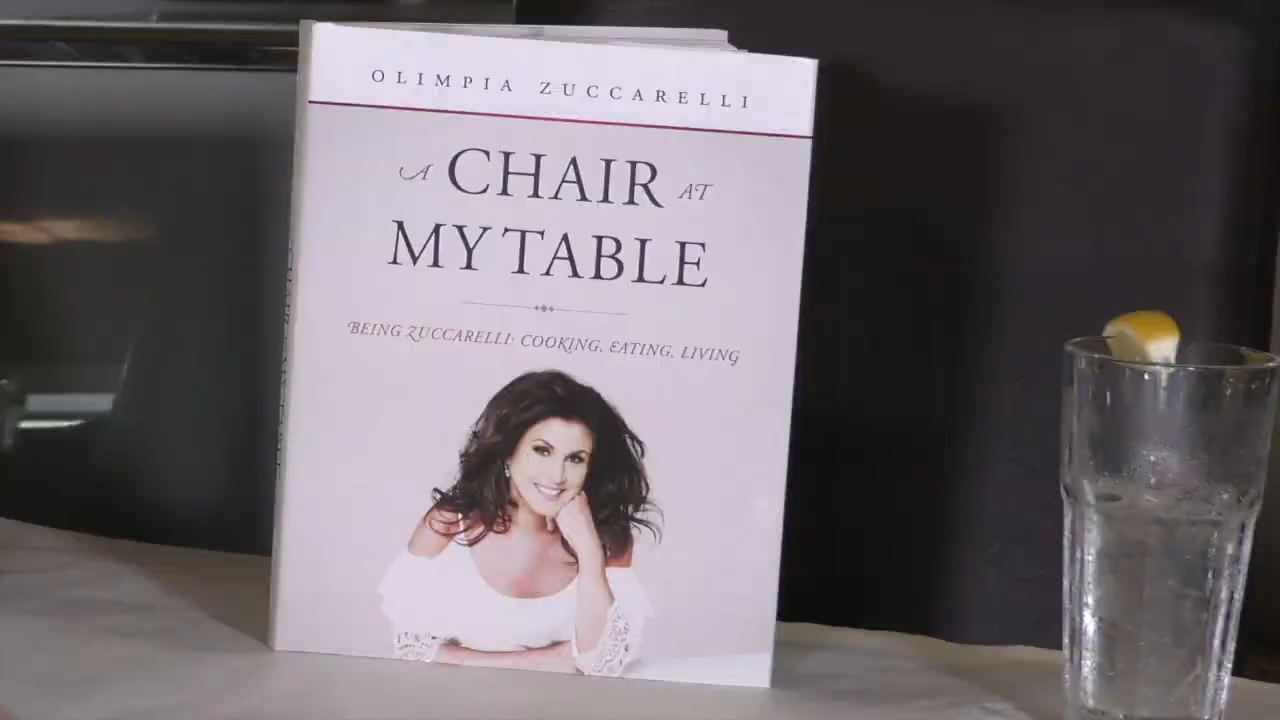 OLIMPIA ZUCCARELLI
A CHAIR AT
MY TABLE
BEING ZUCCARELLI: COOKING, EATING, LIVING